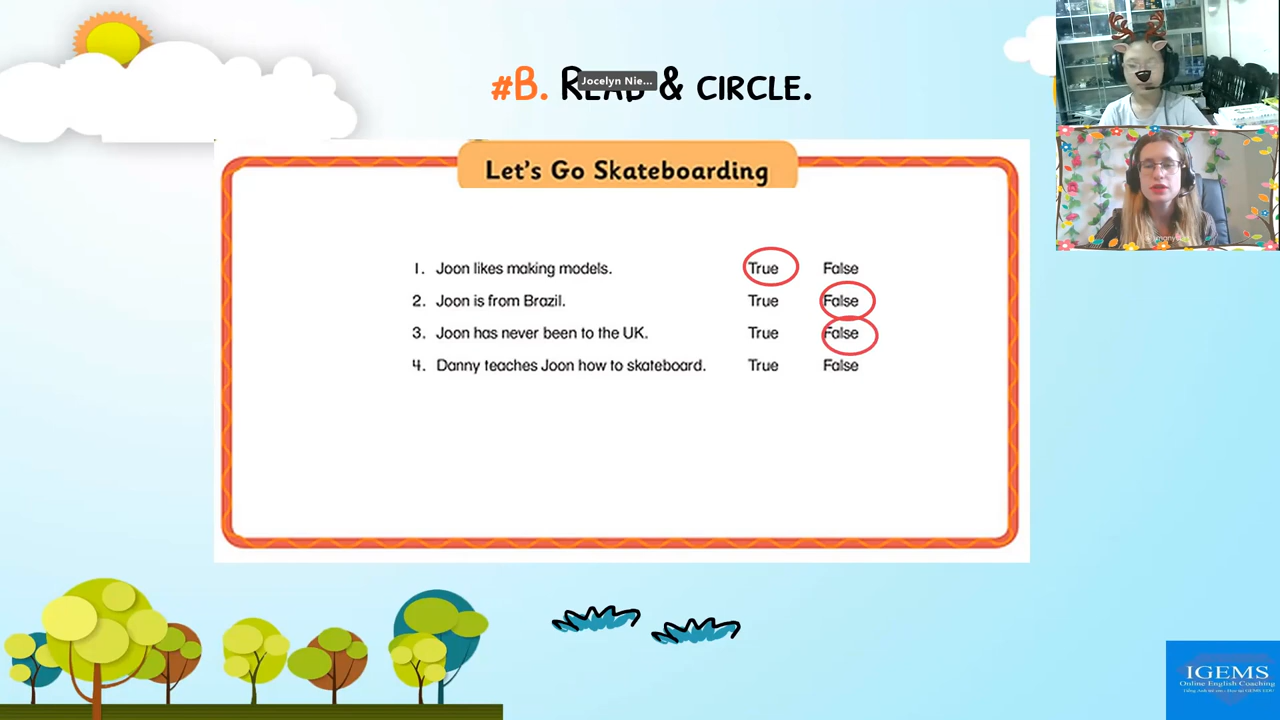 #B. READ & CIRCLE.
Jocelyn Nie...
Let's Go Skateboarding
1. Joon likes making models. True False
2. Joon is from Brazil. True False
3. Joon has never been to the UK. True False
4. Danny teaches Joon how to skateboard. True False
IGEMS
Online English Coaching